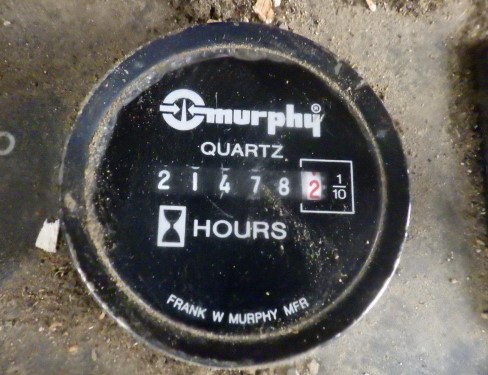 murphy®
QUARTZ
2 1 4 7 8 2 1/10
HOURS
FRANK W MURPHY MFR